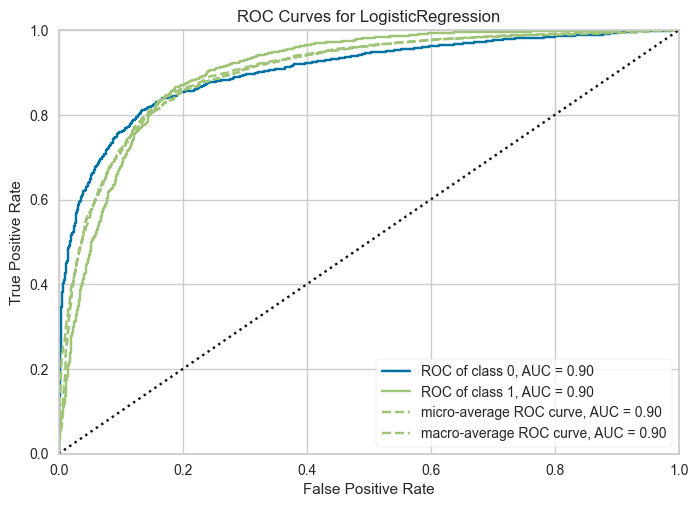 ROC Curves for LogisticRegression
1.0
0.8
0.6
0.4
0.2
0.0
True Positive Rate
ROC of class 0, AUC = 0.90
ROC of class 1, AUC = 0.90
micro-average ROC curve, AUC = 0.90
macro-average ROC curve, AUC = 0.90
0.0 0.2 0.4 0.6 0.8 1.0
False Positive Rate